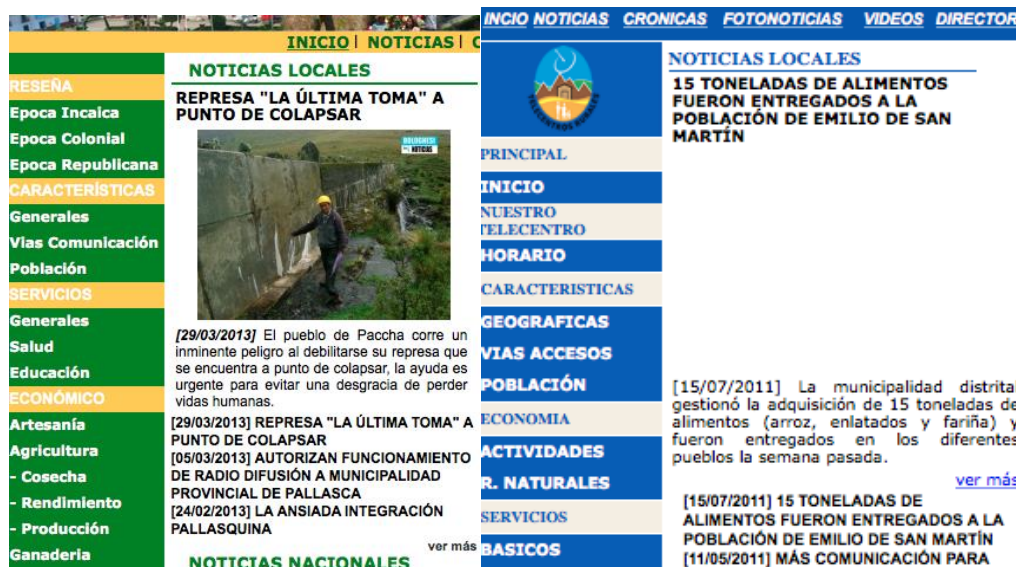 INICIO | NOTICIAS |
RESEÑA
Epoca Incaica
Epoca Colonial
Epoca Republicana
CARACTERÍSTICAS
Generales
Vias Comunicación
Población
SERVICIOS
Generales
Salud
Educación
ECONÓMICO
Artesanía
Agricultura
- Cosecha
- Rendimiento
- Producción
Ganaderia
NOTICIAS LOCALES
REPRESA "LA ÚLTIMA TOMA" A
PUNTO DE COLAPSAR
BOLOGNESI
NOTICIAS
[29/03/2013] El pueblo de Paccha corre un
inminente peligro al debilitarse su represa que
se encuentra a punto de colapsar, la ayuda es
urgente para evitar una desgracia de perder
vidas humanas.
[29/03/2013] REPRESA "LA ÚLTIMA TOMA" A
PUNTO DE COLAPSAR
[05/03/2013] AUTORIZAN FUNCIONAMIENTO
DE RADIO DIFUSIÓN A MUNICIPALIDAD
PROVINCIAL DE PALLASCA
[24/02/2013] LA ANSIADA INTEGRACIÓN
PALLASQUINA
ver más
NOTICIAS NACIONALES
INCIO NOTICIAS CRONICAS FOTONOTICIAS VIDEOS DIRECTOR
TELECENTROS RURALES
PRINCIPAL
INICIO
NUESTRO
TELECENTRO
HORARIO
CARACTERISTICAS
GEOGRAFICAS
VIAS ACCESOS
POBLACIÓN
ECONOMIA
ACTIVIDADES
R. NATURALES
SERVICIOS
BASICOS
NOTICIAS LOCALES
15 TONELADAS DE ALIMENTOS
FUERON ENTREGADOS A LA
POBLACIÓN DE EMILIO DE SAN
MARTÍN
[15/07/2011] La municipalidad distrital
gestionó la adquisición de 15 toneladas de
alimentos (arroz, enlatados y fariña) y
fueron entregados en los diferentes
pueblos la semana pasada.
ver más
[15/07/2011] 15 TONELADAS DE
ALIMENTOS FUERON ENTREGADOS A LA
POBLACIÓN DE EMILIO DE SAN MARTÍN
[11/05/2011] MÁS COMUNICACIÓN PARA